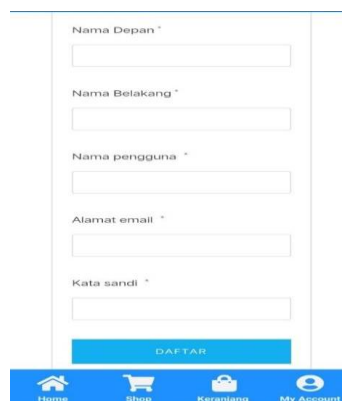 Nama Depan *
Nama Belakang *
Nama pengguna *
Alamat email *
Kata sandi *
DAFTAR
Home Shop Keranjang My Account